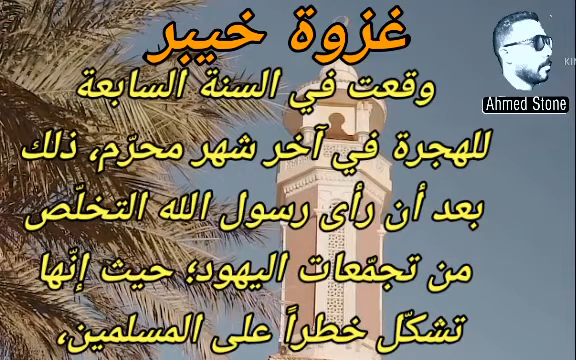 غزوة خيبر
وقعت في السنة السابعة
للهجرة في آخر شهر محرّم، ذلك
بعد أن رأى رسول الله التخلّص
من تجمّعات اليهود؛ حيث إنّها
تشكّل خطراً على المسلمين،
Ahmed Stone